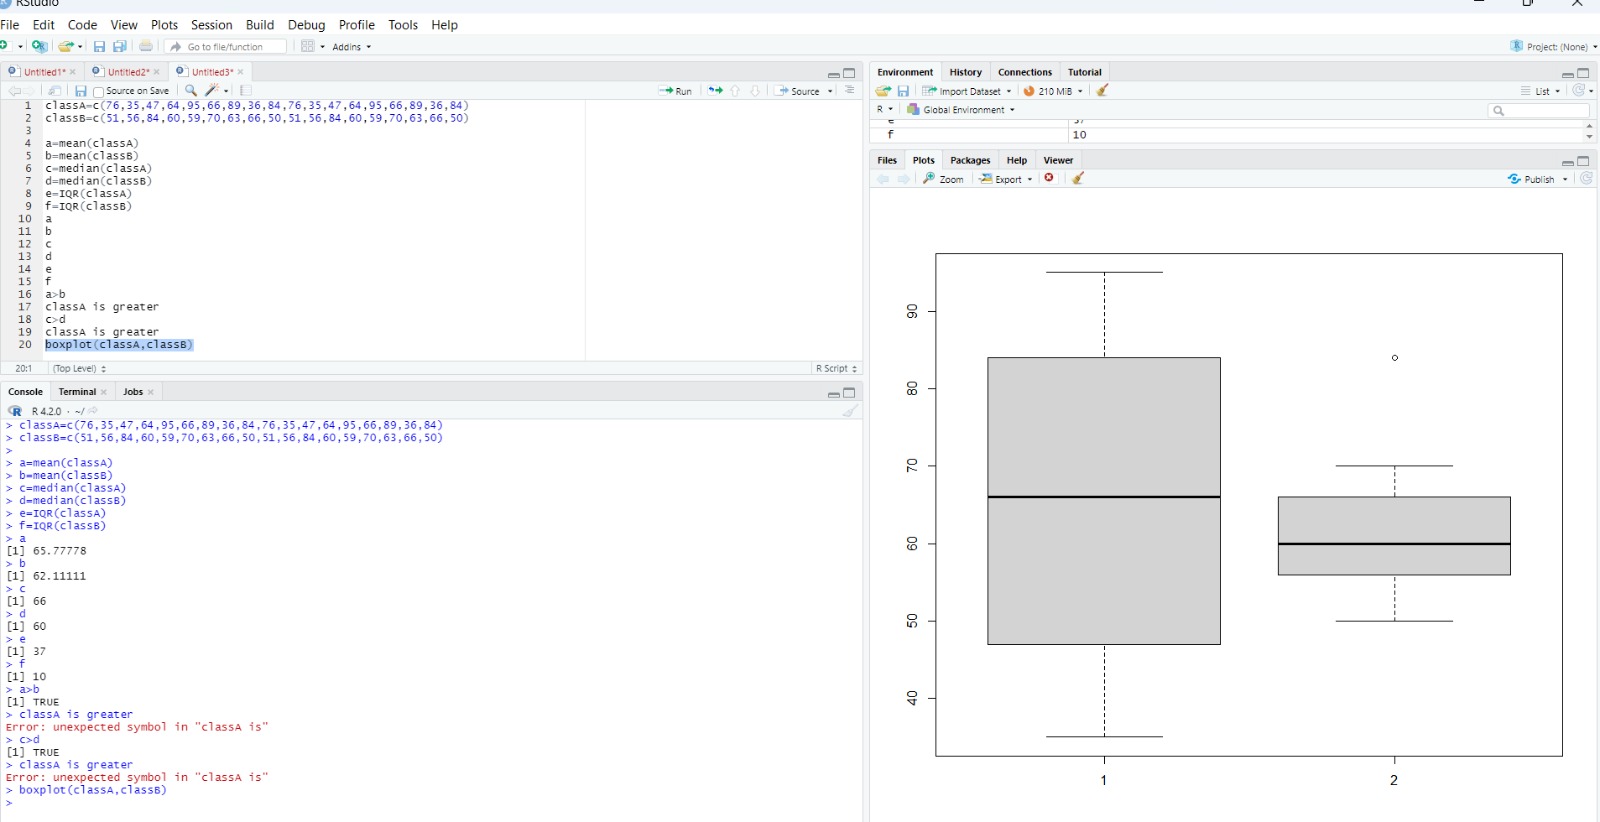 RStudio
File Edit Code View Plots Session Build Debug Profile Tools Help
Go to file/function Addins Project: (None)
Untitled1* Untitled2* Untitled3*
Source on Save Run Source
1 classA=c(76,35,47,64,95,66,89,36,84,76,35,47,64,95,66,89,36,84)
2 classB=c(51,56,84,60,59,70,63,66,50,51,56,84,60,59,70,63,66,50)
3
4 a=mean(classA)
5 b=mean(classB)
6 c=median(classA)
7 d=median(classB)
8 e=IQR(classA)
9 f=IQR(classB)
10 a
11 b
12 c
13 d
14 e
15 f
16 a>b
17 classA is greater
18 c>d
19 classA is greater
20 boxplot(classA,classB)
20:1 (Top Level) R Script
Console Terminal Jobs
R 4.2.0 · ~/
> classA=c(76,35,47,64,95,66,89,36,84,76,35,47,64,95,66,89,36,84)
> classB=c(51,56,84,60,59,70,63,66,50,51,56,84,60,59,70,63,66,50)
>
> a=mean(classA)
> b=mean(classB)
> c=median(classA)
> d=median(classB)
> e=IQR(classA)
> f=IQR(classB)
> a
[1] 65.77778
> b
[1] 62.11111
> c
[1] 66
> d
[1] 60
> e
[1] 37
> f
[1] 10
> a>b
[1] TRUE
> classA is greater
Error: unexpected symbol in "classA is"
> c>d
[1] TRUE
> classA is greater
Error: unexpected symbol in "classA is"
> boxplot(classA,classB)
>
Environment History Connections Tutorial
Import Dataset 210 MiB List
R Global Environment
e 37
f 10
Files Plots Packages Help Viewer
Zoom Export Publish
90
80
70
60
50
40
1 2